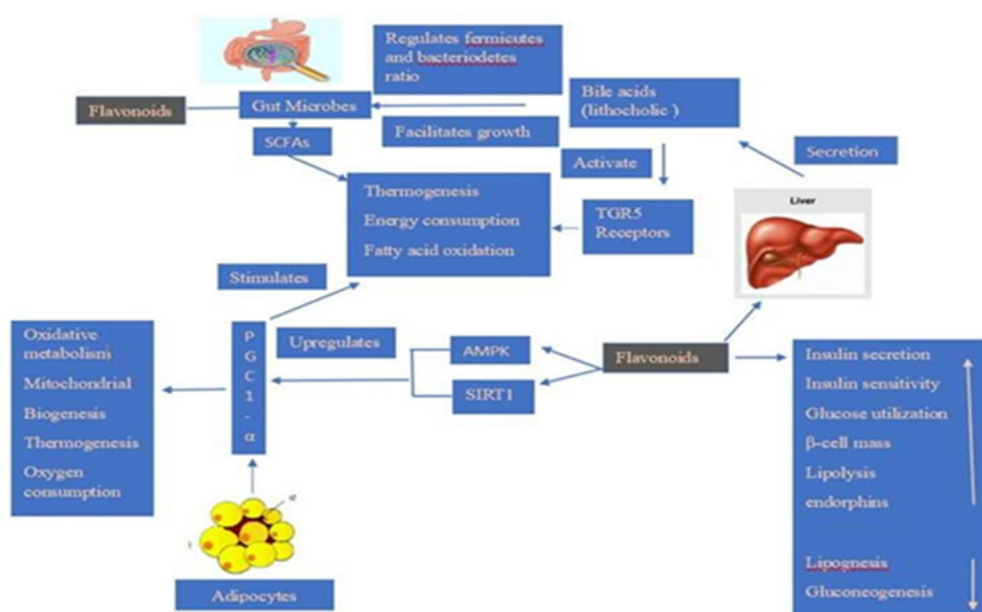 Regulates fermicutes
and bacteriodetes
ratio
Flavonoids
Gut Microbes
Bile acids
(lithocholic )
SCFAs
Facilitates growth
Activate
Secretion
Thermogenesis
Energy consumption
Fatty acid oxidation
TGR5
Receptors
Liver
Stimulates
Oxidative
metabolism
Mitochondrial
Biogenesis
Thermogenesis
Oxygen
consumption
P
G
C
1
-
α
Upregulates
AMPK
SIRT1
Flavonoids
Insulin secretion
Insulin sensitivity
Glucose utilization
β-cell mass
Lipolysis
endorphins
Lipognesis
Gluconeogenesis
Adipocytes